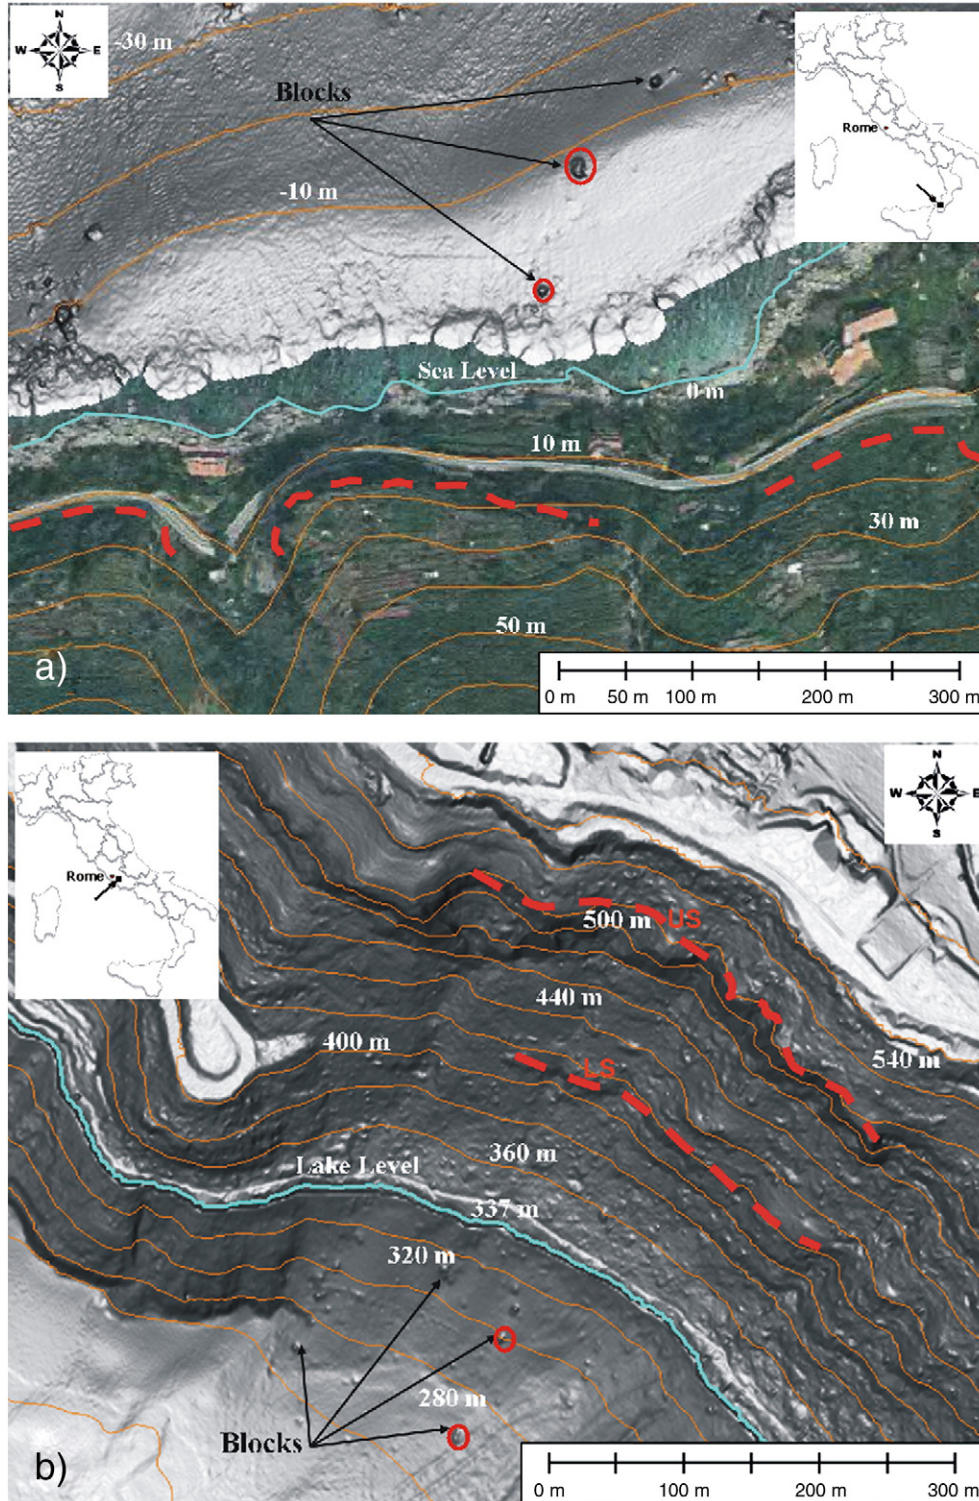 N
W E
S
-30 m
Blocks
Rome
-10 m
Sea Level
0 m
10 m
30 m
50 m
a)
0 m 50 m 100 m 200 m 300 m
N
W E
S
Rome
500 m
US
440 m
400 m
540 m
LS
360 m
Lake Level
337 m
320 m
280 m
Blocks
b)
0 m 100 m 200 m 300 m